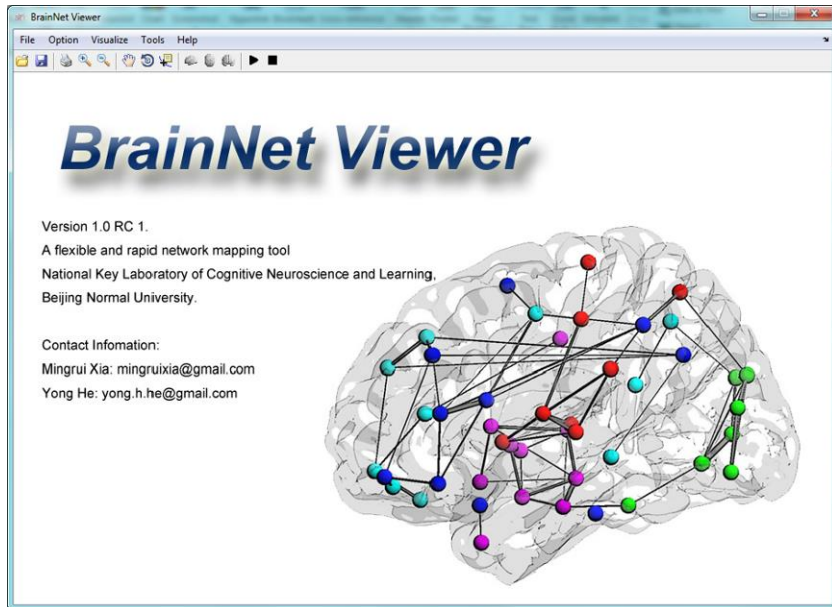 BrainNet Viewer
File Option Visualize Tools Help
BrainNet Viewer
Version 1.0 RC 1.
A flexible and rapid network mapping tool
National Key Laboratory of Cognitive Neuroscience and Learning,
Beijing Normal University.
Contact Infomation:
Mingrui Xia: mingruixia@gmail.com
Yong He: yong.h.he@gmail.com